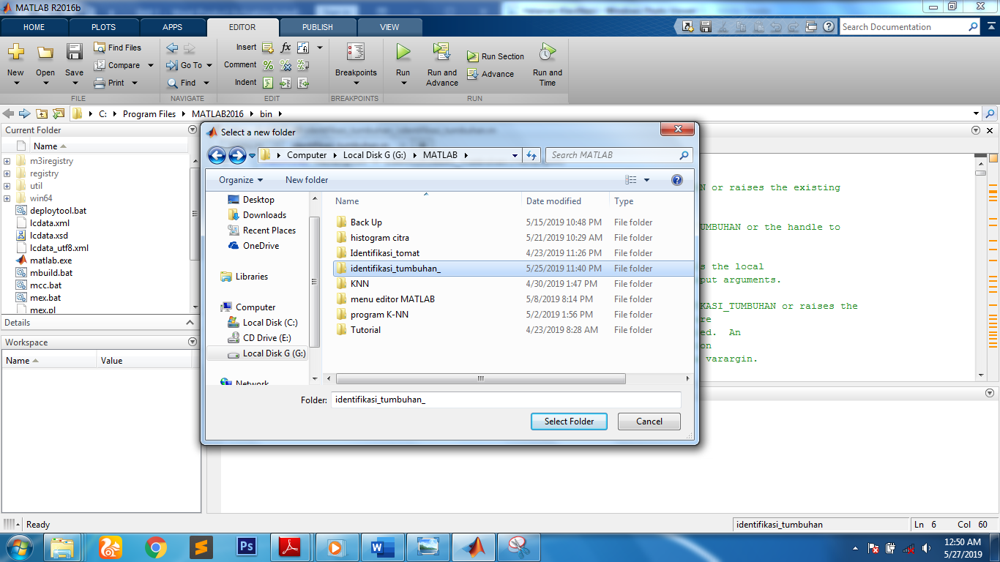 MATLAB R2016b
HOME PLOTS APPS EDITOR PUBLISH VIEW
Search Documentation
New Open Save Find Files Compare Print
Go To Find
Insert fx Comment Indent
Breakpoints
Run Run and Advance Run Section Advance Run and Time
FILE NAVIGATE EDIT BREAKPOINTS RUN
C: Program Files MATLAB2016 bin
Current Folder
Name
m3iregistry
registry
util
win64
deploytool.bat
lcdata.xml
lcdata.xsd
lcdata_utf8.xml
matlab.exe
mbuild.bat
mcc.bat
mex.bat
mex.pl
Details
Workspace
Name Value
Select a new folder
Computer Local Disk G (G:) MATLAB
Search MATLAB
Organize New folder
Desktop
Downloads
Recent Places
OneDrive
Libraries
Computer
Local Disk (C:)
CD Drive (E:)
Local Disk G (G:)
Network
Name Date modified Type
Back Up 5/15/2019 10:48 PM File folder
histogram citra 5/21/2019 10:29 AM File folder
Identifikasi_tomat 4/23/2019 11:26 PM File folder
identifikasi_tumbuhan_ 5/25/2019 11:40 PM File folder
KNN 4/30/2019 1:47 PM File folder
menu editor MATLAB 5/8/2019 8:14 PM File folder
program K-NN 5/2/2019 1:56 PM File folder
Tutorial 4/23/2019 8:28 AM File folder
Folder: identifikasi_tumbuhan_
Select Folder Cancel
N or raises the existing
UMBUHAN or the handle to
s the local
put arguments.
KASI_TUMBUHAN or raises the
re
ed. An
on
varargin.
Ready
identifikasi_tumbuhan Ln 6 Col 60
Ps
12:50 AM
5/27/2019